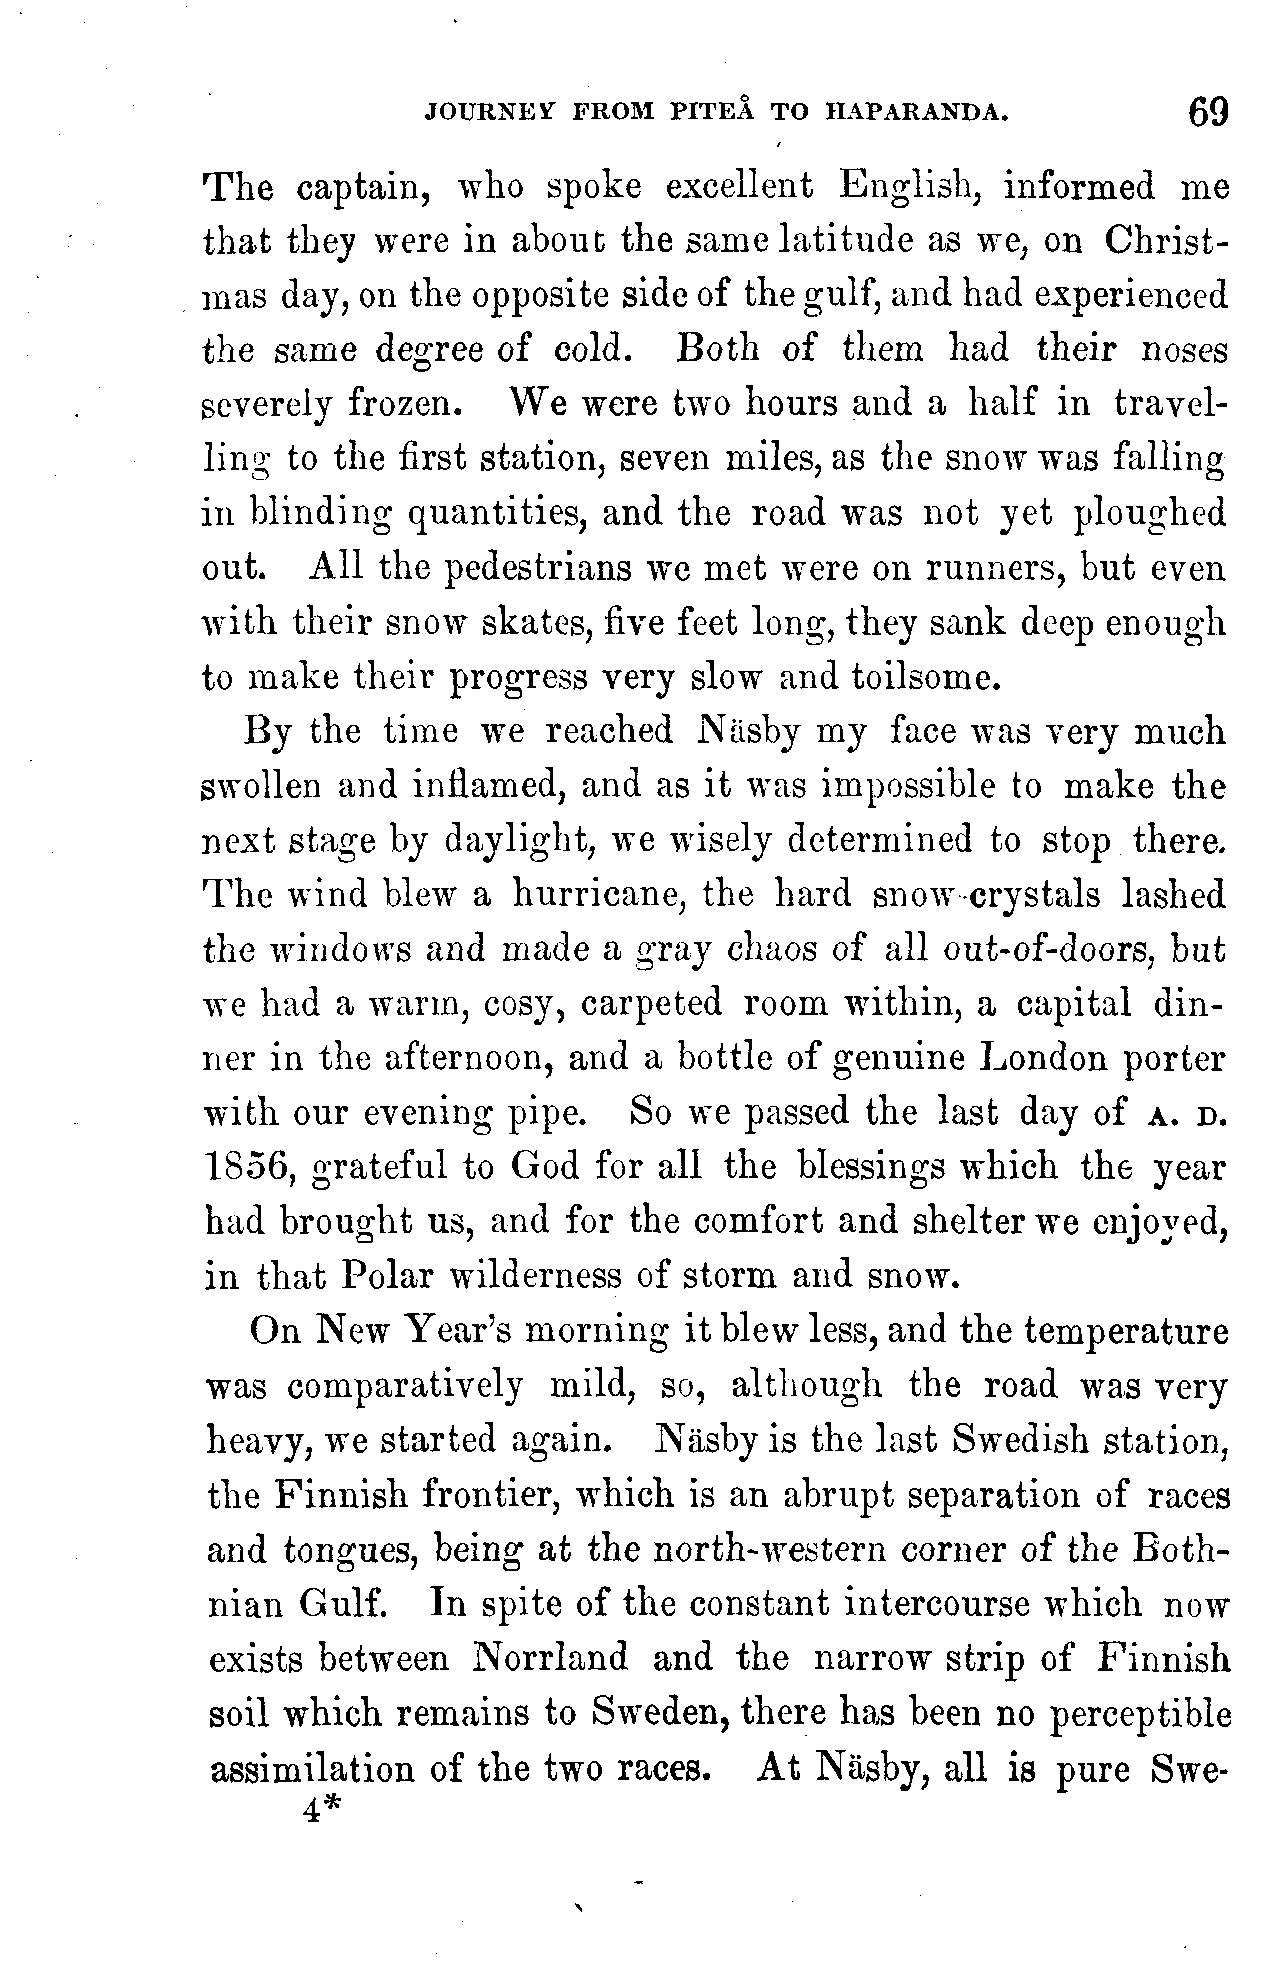 JOURNEY FROM PITEÅ TO HAPARANDA. 69
The captain, who spoke excellent English, informed me
that they were in about the same latitude as we, on Christ-
mas day, on the opposite side of the gulf, and had experienced
the same degree of cold. Both of them had their noses
severely frozen. We were two hours and a half in travel-
ling to the first station, seven miles, as the snow was falling
in blinding quantities, and the road was not yet ploughed
out. All the pedestrians we met were on runners, but even
with their snow skates, five feet long, they sank deep enough
to make their progress very slow and toilsome.
By the time we reached Näsby my face was very much
swollen and inflamed, and as it was impossible to make the
next stage by daylight, we wisely determined to stop there.
The wind blew a hurricane, the hard snow-crystals lashed
the windows and made a gray chaos of all out-of-doors, but
we had a warm, cosy, carpeted room within, a capital din-
ner in the afternoon, and a bottle of genuine London porter
with our evening pipe. So we passed the last day of A. D.
1856, grateful to God for all the blessings which the year
had brought us, and for the comfort and shelter we enjoyed,
in that Polar wilderness of storm and snow.
On New Year's morning it blew less, and the temperature
was comparatively mild, so, although the road was very
heavy, we started again. Näsby is the last Swedish station,
the Finnish frontier, which is an abrupt separation of races
and tongues, being at the north-western corner of the Both-
nian Gulf. In spite of the constant intercourse which now
exists between Norrland and the narrow strip of Finnish
soil which remains to Sweden, there has been no perceptible
assimilation of the two races. At Näsby, all is pure Swe-
4*